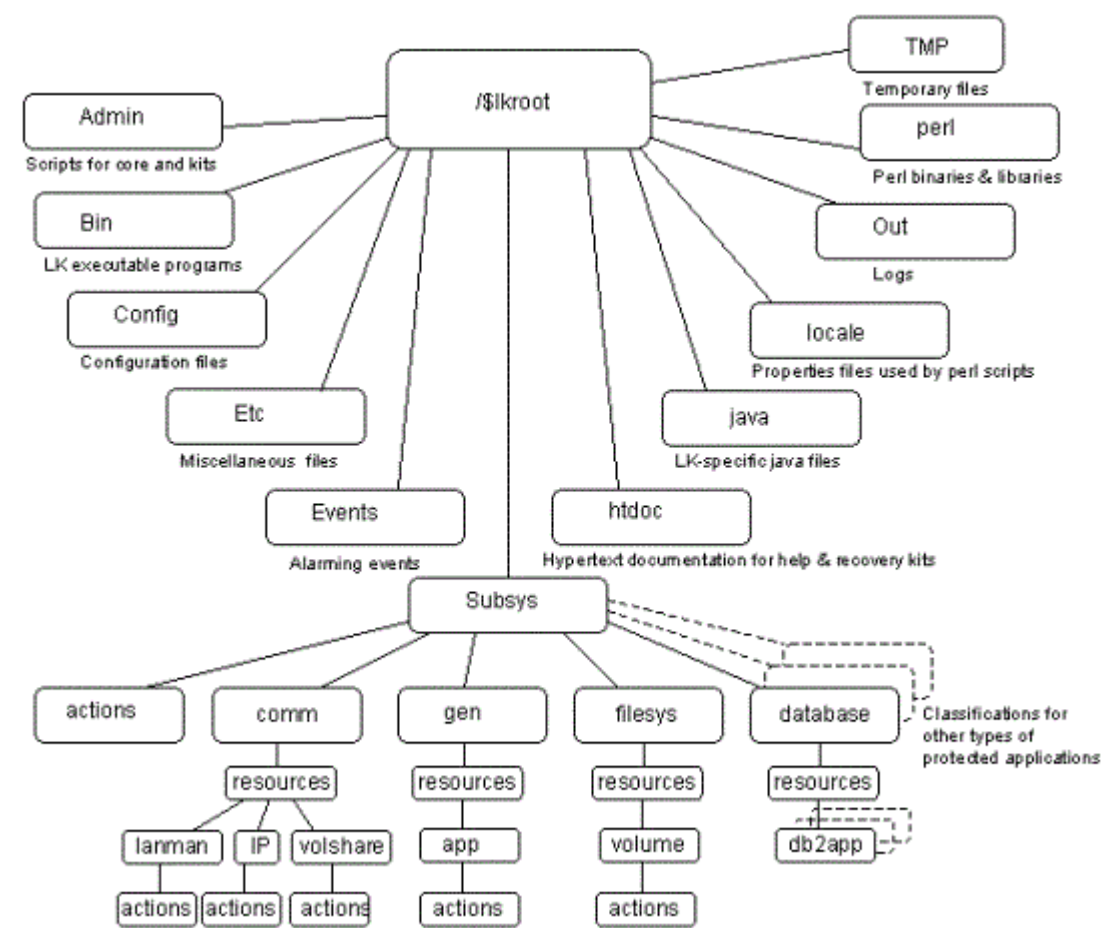 TMP
/$lkroot
Temporary files
Admin
perl
Scripts for core and kits
Perl binaries & libraries
Bin
Out
LK executable programs
Logs
Config
locale
Configuration files
Properties files used by perl scripts
Etc
java
Miscellaneous files
LK-specific java files
Events
htdoc
Alarming events
Hypertext documentation for help & recovery kits
Subsys
actions
comm
gen
filesys
database
Classifications for
other types of
protected applications
resources
resources
resources
resources
lanman
IP
volshare
app
volume
db2app
actions
actions
actions
actions
actions